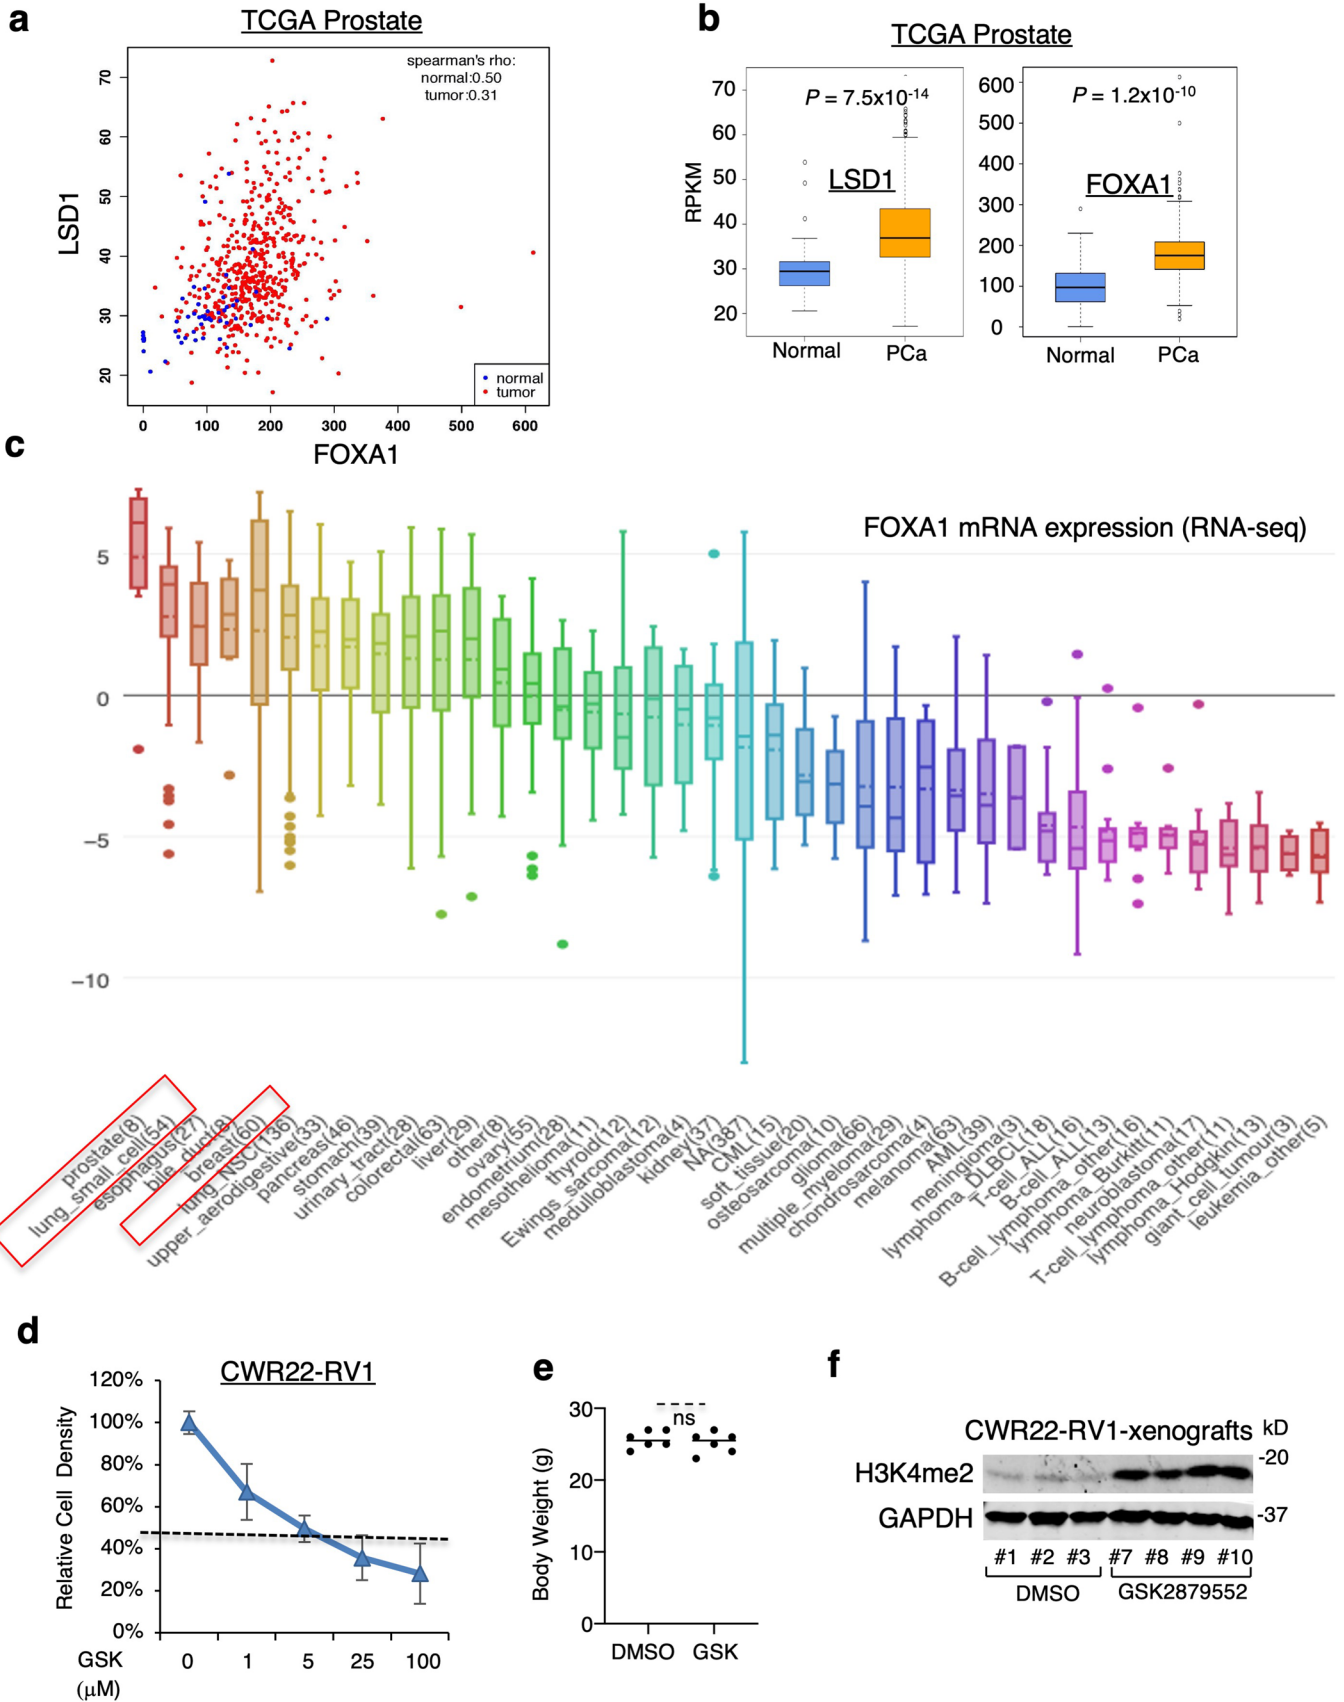 a
TCGA Prostate
spearman's rho:
normal:0.50
tumor:0.31
LSD1
70
60
50
40
30
20
normal
tumor
0 100 200 300 400 500 600
FOXA1
b
TCGA Prostate
RPKM
70
60
50
40
30
20
P = 7.5x10-14
LSD1
Normal PCa
600
500
400
300
200
100
0
P = 1.2x10-10
FOXA1
Normal PCa
c
FOXA1 mRNA expression (RNA-seq)
5
0
−5
−10
prostate(8)
lung_small_cell(54)
esophagus(27)
bile_duct(8)
breast(60)
lung_NSC(136)
upper_aerodigestive(33)
pancreas(46)
stomach(39)
urinary_tract(28)
colorectal(63)
liver(29)
other(8)
ovary(55)
endometrium(28)
mesothelioma(11)
thyroid(12)
Ewings_sarcoma(12)
medulloblastoma(4)
kidney(37)
NA(387)
CML(15)
soft_tissue(20)
osteosarcoma(10)
glioma(66)
multiple_myeloma(29)
chondrosarcoma(4)
melanoma(63)
AML(39)
meningioma(3)
lymphoma_DLBCL(18)
T-cell_ALL(16)
B-cell_ALL(13)
B-cell_lymphoma_other(16)
lymphoma_Burkitt(11)
neuroblastoma(17)
T-cell_lymphoma_other(11)
lymphoma_Hodgkin(13)
giant_cell_tumour(3)
leukemia_other(5)
d
CWR22-RV1
Relative Cell Density
120%
100%
80%
60%
40%
20%
0%
GSK 0 1 5 25 100
(μM)
e
Body Weight (g)
30
20
10
0
ns
DMSO GSK
f
CWR22-RV1-xenografts kD
H3K4me2 -20
GAPDH -37
#1 #2 #3 #7 #8 #9 #10
DMSO GSK2879552